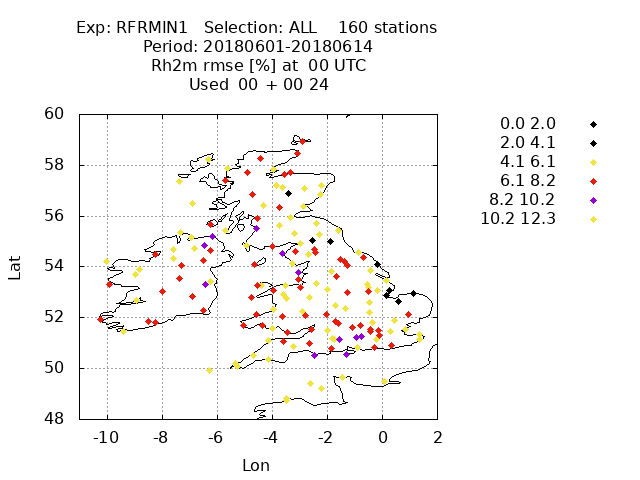 Exp: RFRMIN1 Selection: ALL 160 stations
Period: 20180601-20180614
Rh2m rmse [%] at 00 UTC
Used 00 + 00 24
0.0 2.0
2.0 4.1
4.1 6.1
6.1 8.2
8.2 10.2
10.2 12.3
60
58
56
54
52
50
48
Lat
-10 -8 -6 -4 -2 0 2
Lon